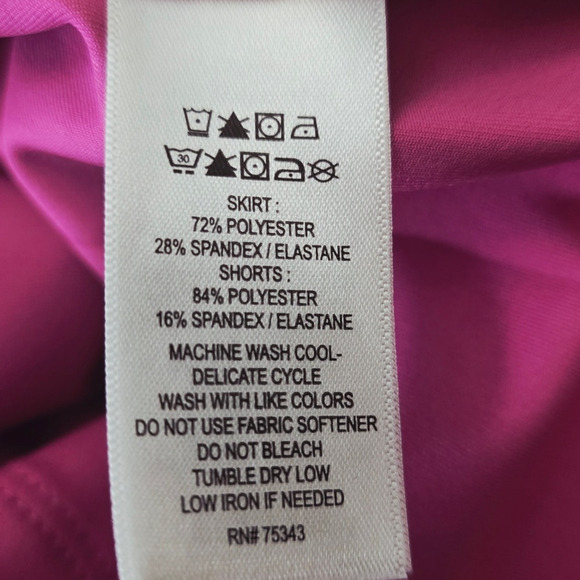 30
SKIRT :
72% POLYESTER
28% SPANDEX / ELASTANE
SHORTS :
84% POLYESTER
16% SPANDEX / ELASTANE
MACHINE WASH COOL-
DELICATE CYCLE
WASH WITH LIKE COLORS
DO NOT USE FABRIC SOFTENER
DO NOT BLEACH
TUMBLE DRY LOW
LOW IRON IF NEEDED
RN# 75343